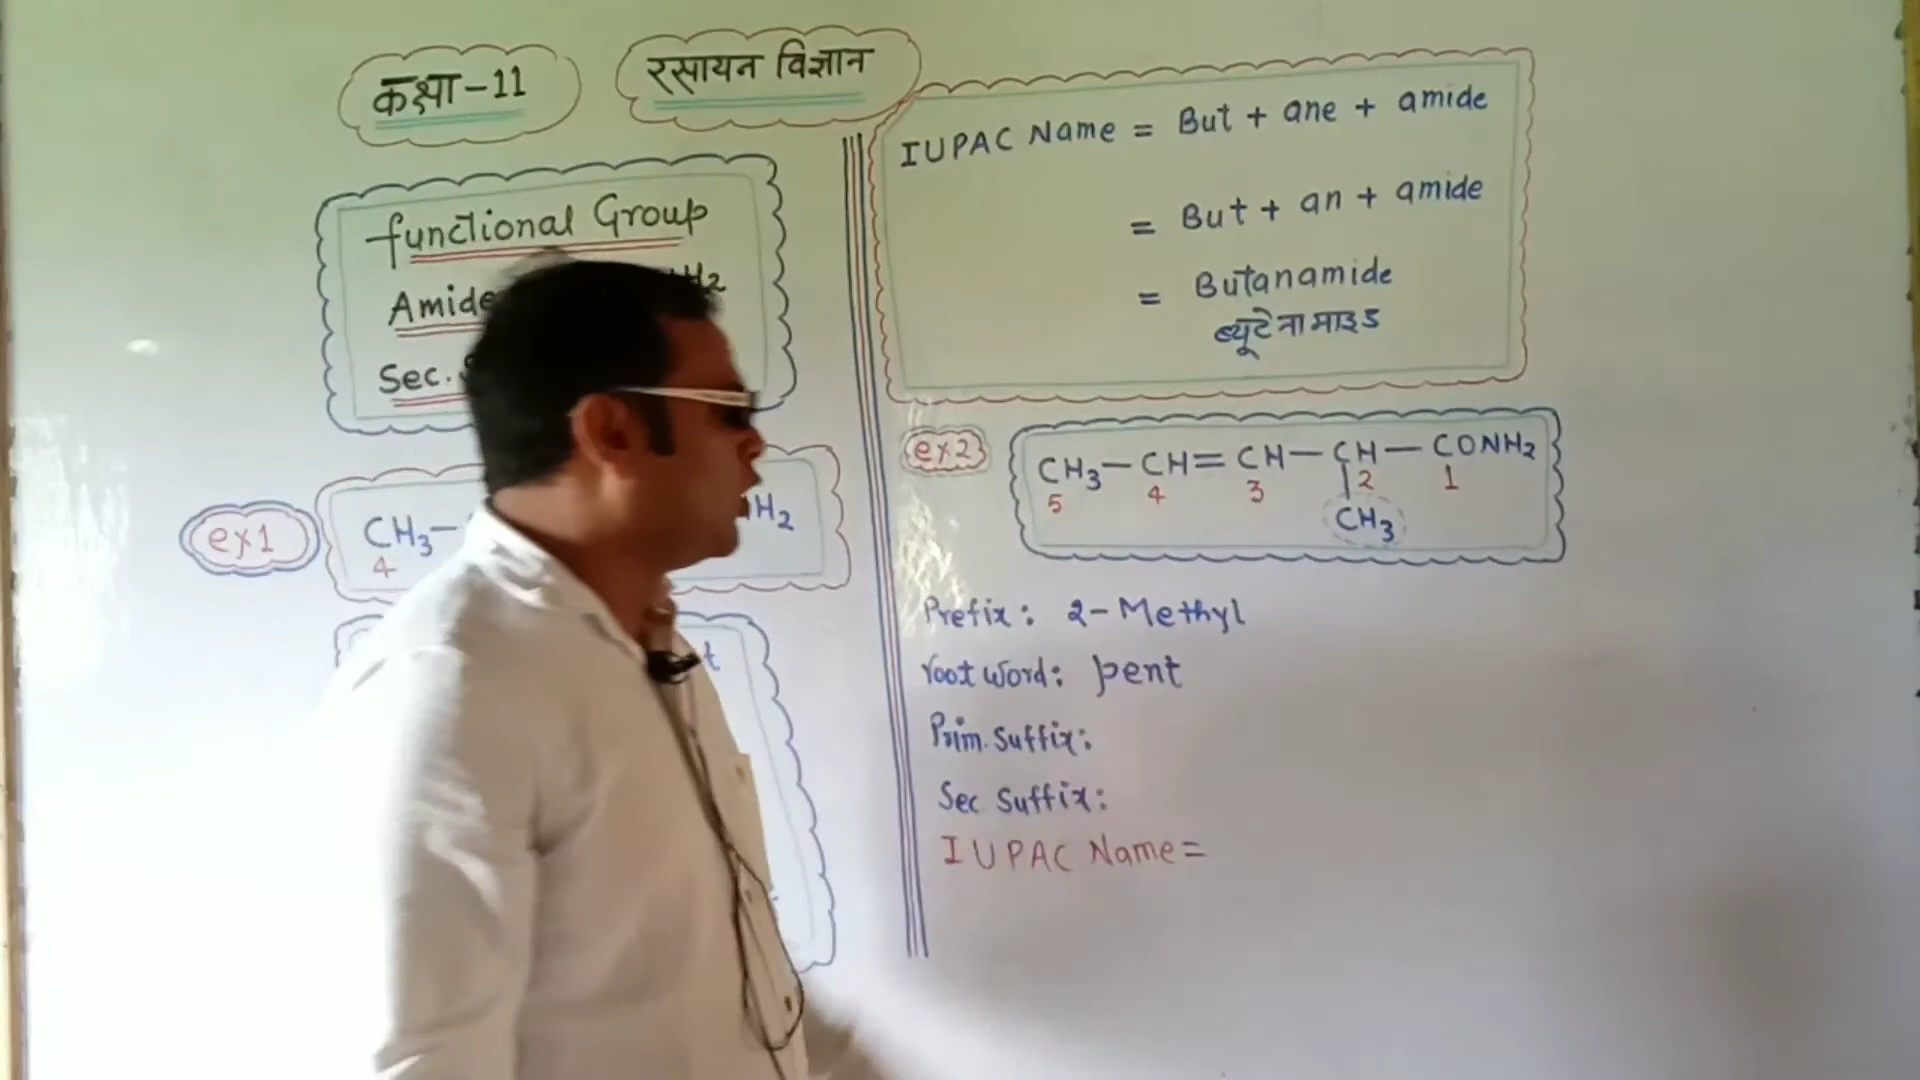 कक्षा-11
रसायन विज्ञान
functional Group
Amide
Sec.
ex1
CH3-
H2
4
t
IUPAC Name = But + ane + amide
= But + an + amide
= Butanamide
ब्यूटेनामाइड
ex2
CH3-CH=CH-CH-CONH2
5 4 3 2 1
CH3
Prefix: 2-Methyl
root word: pent
Prim. Suffix:
Sec Suffix:
IUPAC Name=